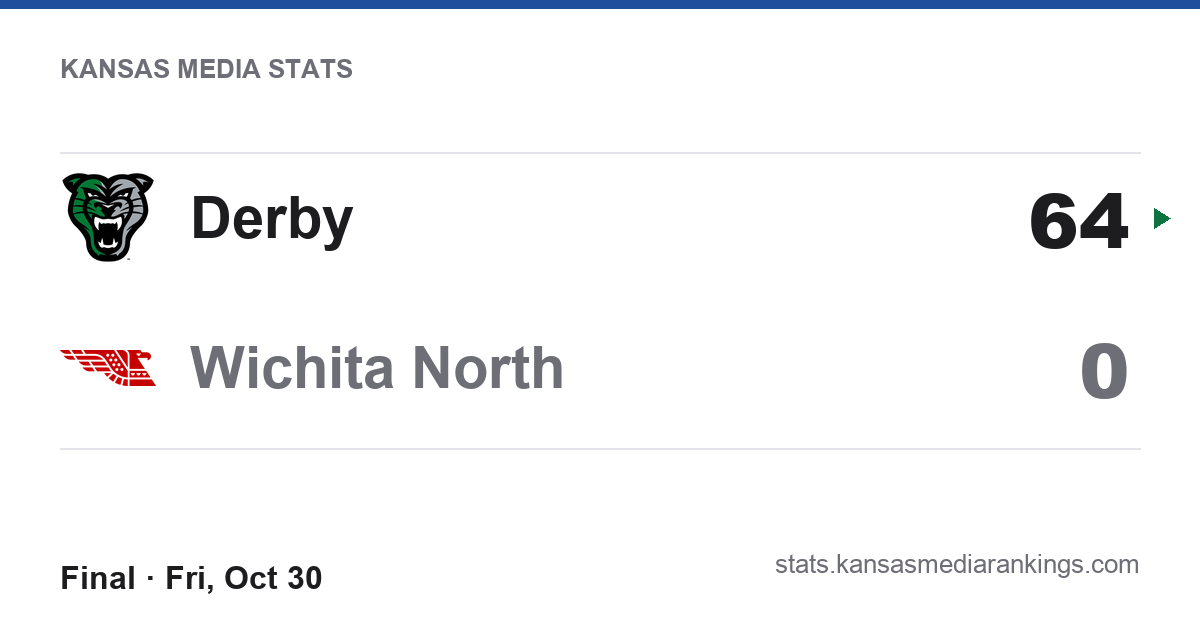 KANSAS MEDIA STATS
Derby 64
Wichita North 0
Final · Fri, Oct 30
stats.kansasmediarankings.com